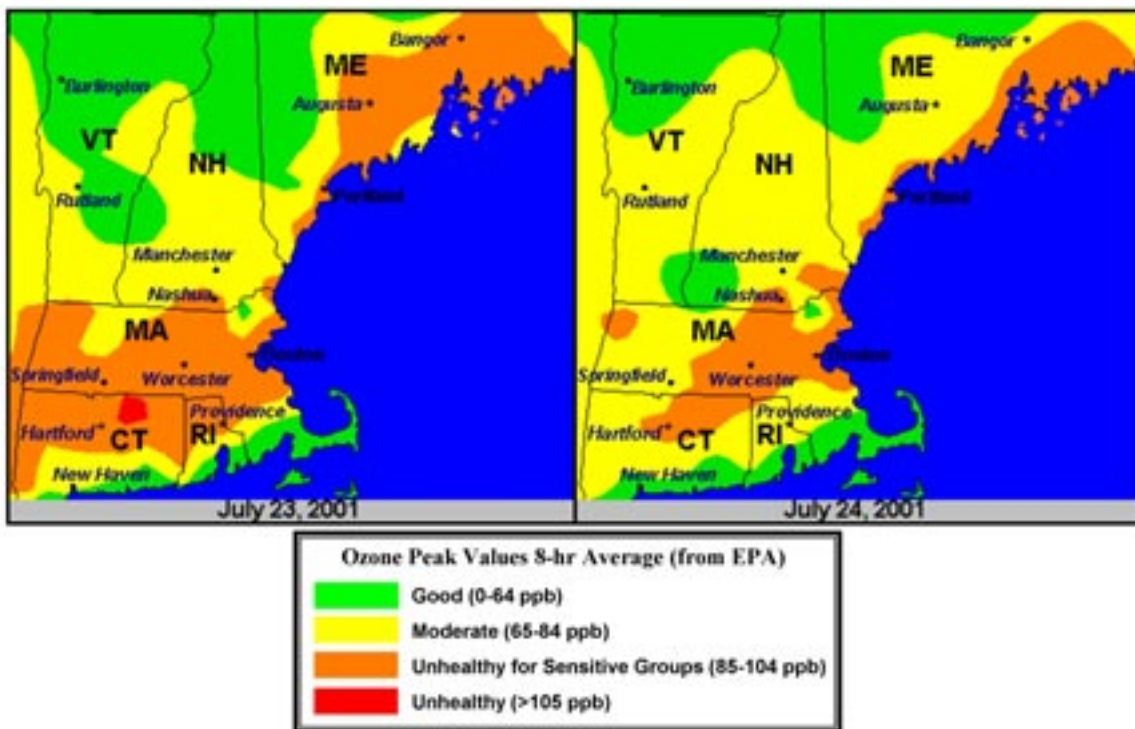 Bangor
ME
Burlington
Augusta
VT
NH
Rutland
Portland
Manchester
Nashua
MA
Boston
Springfield
Worcester
Providence
Hartford
CT
RI
New Haven
July 23, 2001
Bangor
ME
Burlington
Augusta
VT
NH
Rutland
Portland
Manchester
Nashua
MA
Boston
Springfield
Worcester
Providence
Hartford
CT
RI
New Haven
July 24, 2001
Ozone Peak Values 8-hr Average (from EPA)
Good (0-64 ppb)
Moderate (65-84 ppb)
Unhealthy for Sensitive Groups (85-104 ppb)
Unhealthy (>105 ppb)